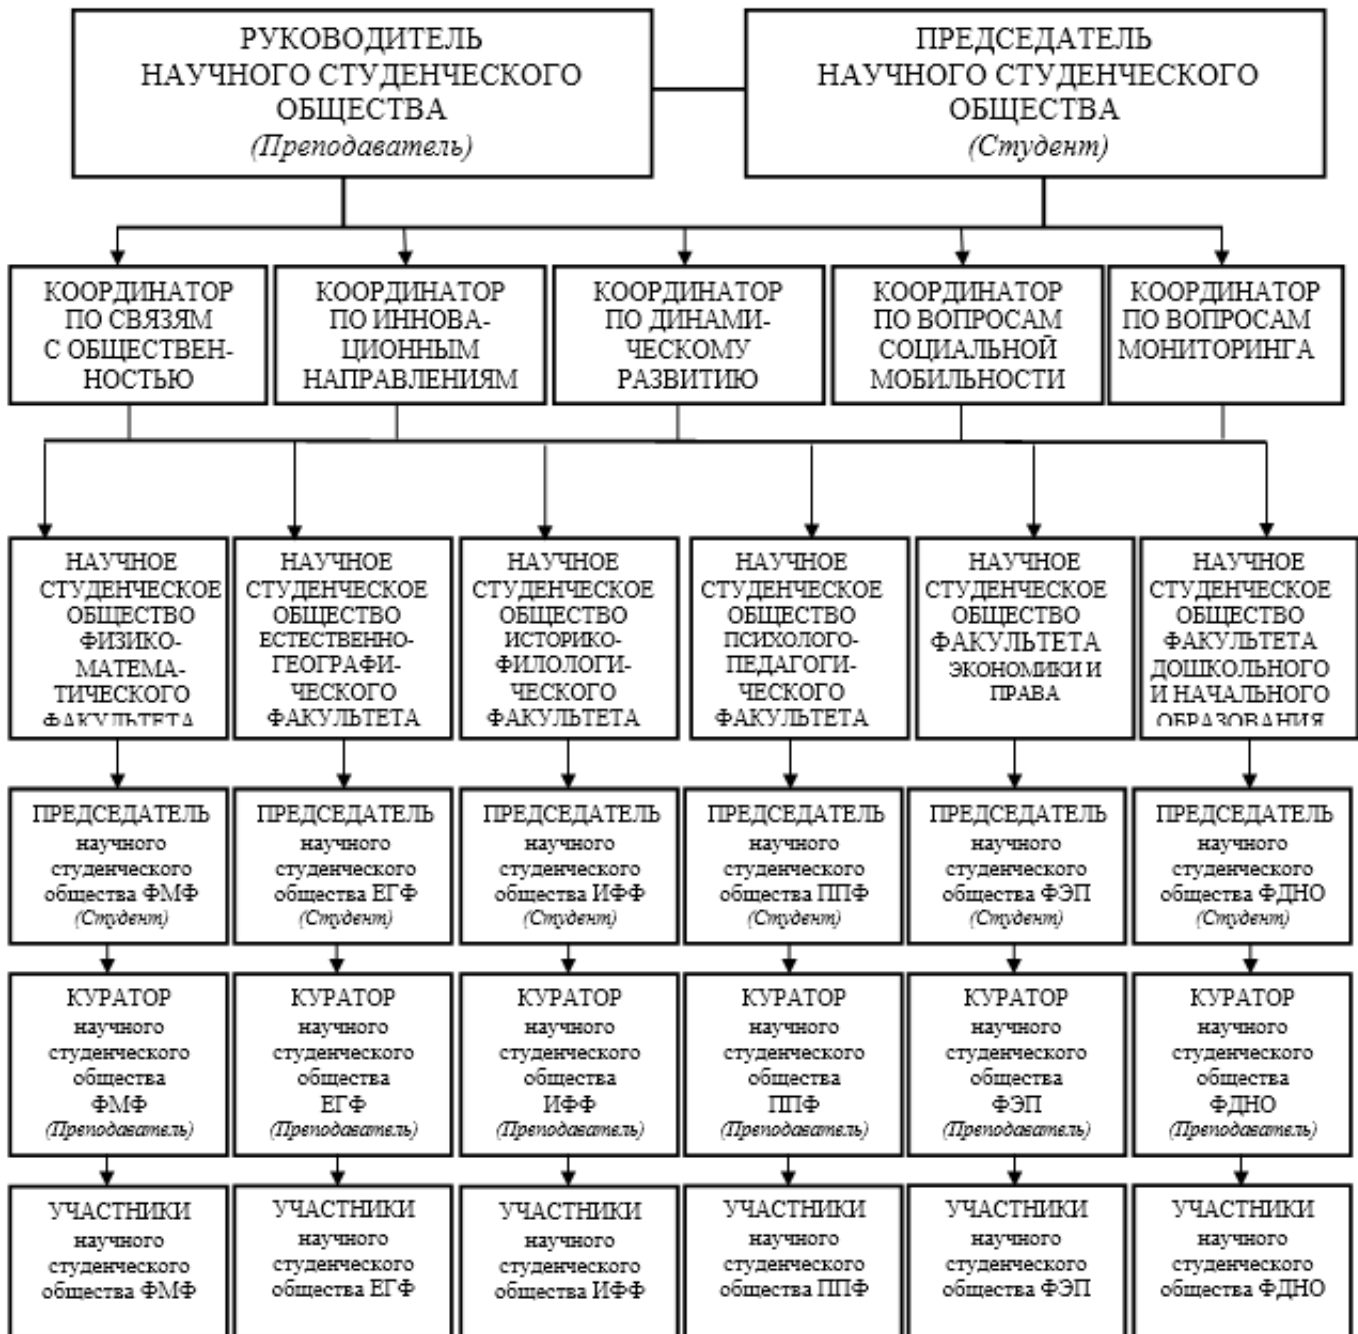 РУКОВОДИТЕЛЬ
НАУЧНОГО СТУДЕНЧЕСКОГО
ОБЩЕСТВА
(Преподаватель)
ПРЕДСЕДАТЕЛЬ
НАУЧНОГО СТУДЕНЧЕСКОГО
ОБЩЕСТВА
(Студент)
КООРДИНАТОР
ПО СВЯЗЯМ
С ОБЩЕСТВЕН-
НОСТЬЮ
КООРДИНАТОР
ПО ИННОВА-
ЦИОННЫМ
НАПРАВЛЕНИЯМ
КООРДИНАТОР
ПО ДИНАМИ-
ЧЕСКОМУ
РАЗВИТИЮ
КООРДИНАТОР
ПО ВОПРОСАМ
СОЦИАЛЬНОЙ
МОБИЛЬНОСТИ
КООРДИНАТОР
ПО ВОПРОСАМ
МОНИТОРИНГА
НАУЧНОЕ
СТУДЕНЧЕСКОЕ
ОБЩЕСТВО
ФИЗИКО-
МАТЕМА-
ТИЧЕСКОГО
ФАКУЛЬТЕТА
НАУЧНОЕ
СТУДЕНЧЕСКОЕ
ОБЩЕСТВО
ЕСТЕСТВЕННО-
ГЕОГРАФИ-
ЧЕСКОГО
ФАКУЛЬТЕТА
НАУЧНОЕ
СТУДЕНЧЕСКОЕ
ОБЩЕСТВО
ИСТОРИКО-
ФИЛОЛОГИ-
ЧЕСКОГО
ФАКУЛЬТЕТА
НАУЧНОЕ
СТУДЕНЧЕСКОЕ
ОБЩЕСТВО
ПСИХОЛОГО-
ПЕДАГОГИ-
ЧЕСКОГО
ФАКУЛЬТЕТА
НАУЧНОЕ
СТУДЕНЧЕСКОЕ
ОБЩЕСТВО
ФАКУЛЬТЕТА
ЭКОНОМИКИ И
ПРАВА
НАУЧНОЕ
СТУДЕНЧЕСКОЕ
ОБЩЕСТВО
ФАКУЛЬТЕТА
ДОШКОЛЬНОГО
И НАЧАЛЬНОГО
ОБРАЗОВАНИЯ
ПРЕДСЕДАТЕЛЬ
научного
студенческого
общества ФМФ
(Студент)
ПРЕДСЕДАТЕЛЬ
научного
студенческого
общества ЕГФ
(Студент)
ПРЕДСЕДАТЕЛЬ
научного
студенческого
общества ИФФ
(Студент)
ПРЕДСЕДАТЕЛЬ
научного
студенческого
общества ППФ
(Студент)
ПРЕДСЕДАТЕЛЬ
научного
студенческого
общества ФЭП
(Студент)
ПРЕДСЕДАТЕЛЬ
научного
студенческого
общества ФДНО
(Студент)
КУРАТОР
научного
студенческого
общества
ФМФ
(Преподаватель)
КУРАТОР
научного
студенческого
общества
ЕГФ
(Преподаватель)
КУРАТОР
научного
студенческого
общества
ИФФ
(Преподаватель)
КУРАТОР
научного
студенческого
общества
ППФ
(Преподаватель)
КУРАТОР
научного
студенческого
общества
ФЭП
(Преподаватель)
КУРАТОР
научного
студенческого
общества
ФДНО
(Преподаватель)
УЧАСТНИКИ
научного
студенческого
общества ФМФ
УЧАСТНИКИ
научного
студенческого
общества ЕГФ
УЧАСТНИКИ
научного
студенческого
общества ИФФ
УЧАСТНИКИ
научного
студенческого
общества ППФ
УЧАСТНИКИ
научного
студенческого
общества ФЭП
УЧАСТНИКИ
научного
студенческого
общества ФДНО